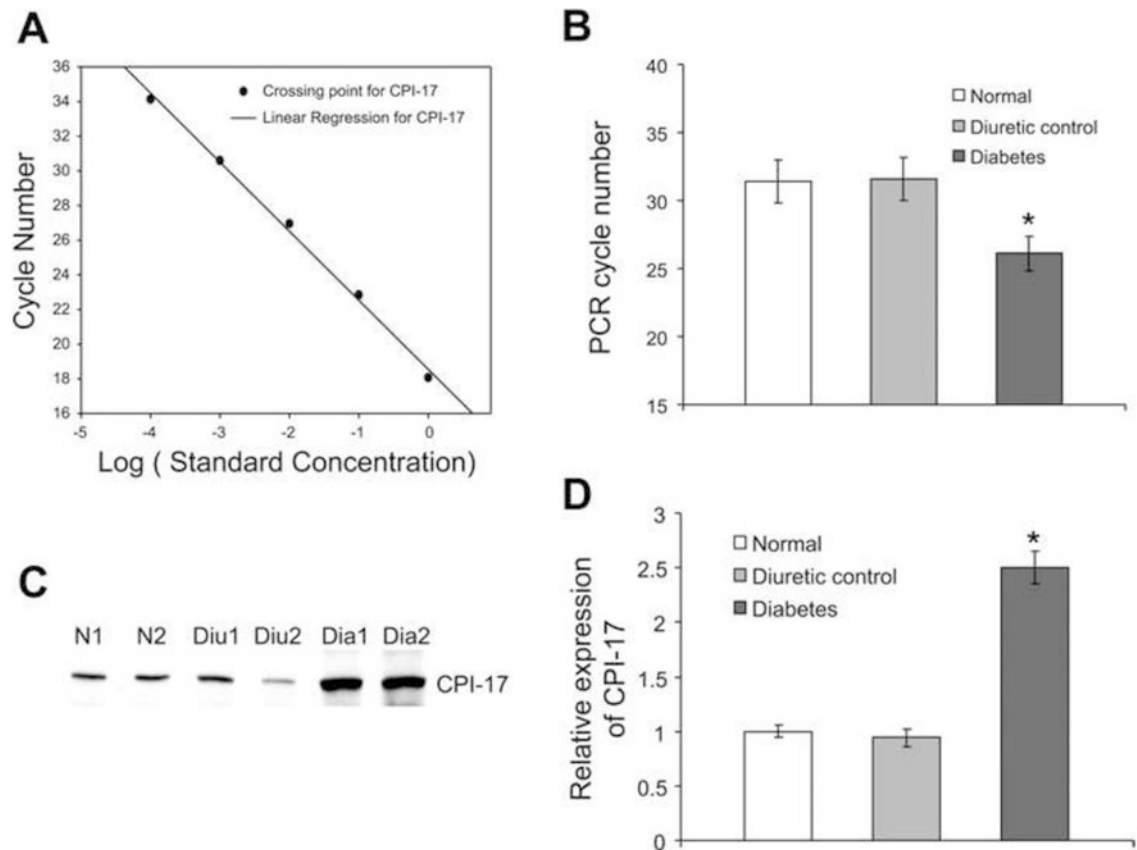 A
36
34
32
30
28
26
24
22
20
18
16
Cycle Number
Crossing point for CPI-17
Linear Regression for CPI-17
-5 -4 -3 -2 -1 0
Log ( Standard Concentration)
B
40
35
30
25
20
15
PCR cycle number
Normal
Diuretic control
Diabetes
*
C
N1 N2 Diu1 Diu2 Dia1 Dia2
CPI-17
D
3
2.5
2
1.5
1
0.5
0
Relative expression
of CPI-17
Normal
Diuretic control
Diabetes
*